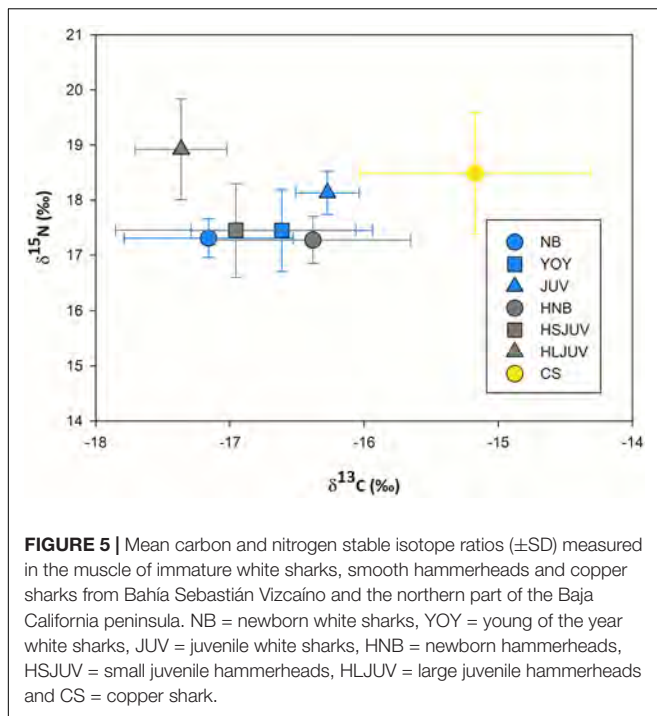 21
20
19
18
17
16
15
14
δ15N (‰)
-18
-17
-16
-15
-14
δ13C (‰)
NB
YOY
JUV
HNB
HSJUV
HLJUV
CS
FIGURE 5 | Mean carbon and nitrogen stable isotope ratios (±SD) measured
in the muscle of immature white sharks, smooth hammerheads and copper
sharks from Bahía Sebastián Vizcaíno and the northern part of the Baja
California peninsula. NB = newborn white sharks, YOY = young of the year
white sharks, JUV = juvenile white sharks, HNB = newborn hammerheads,
HSJUV = small juvenile hammerheads, HLJUV = large juvenile hammerheads
and CS = copper shark.